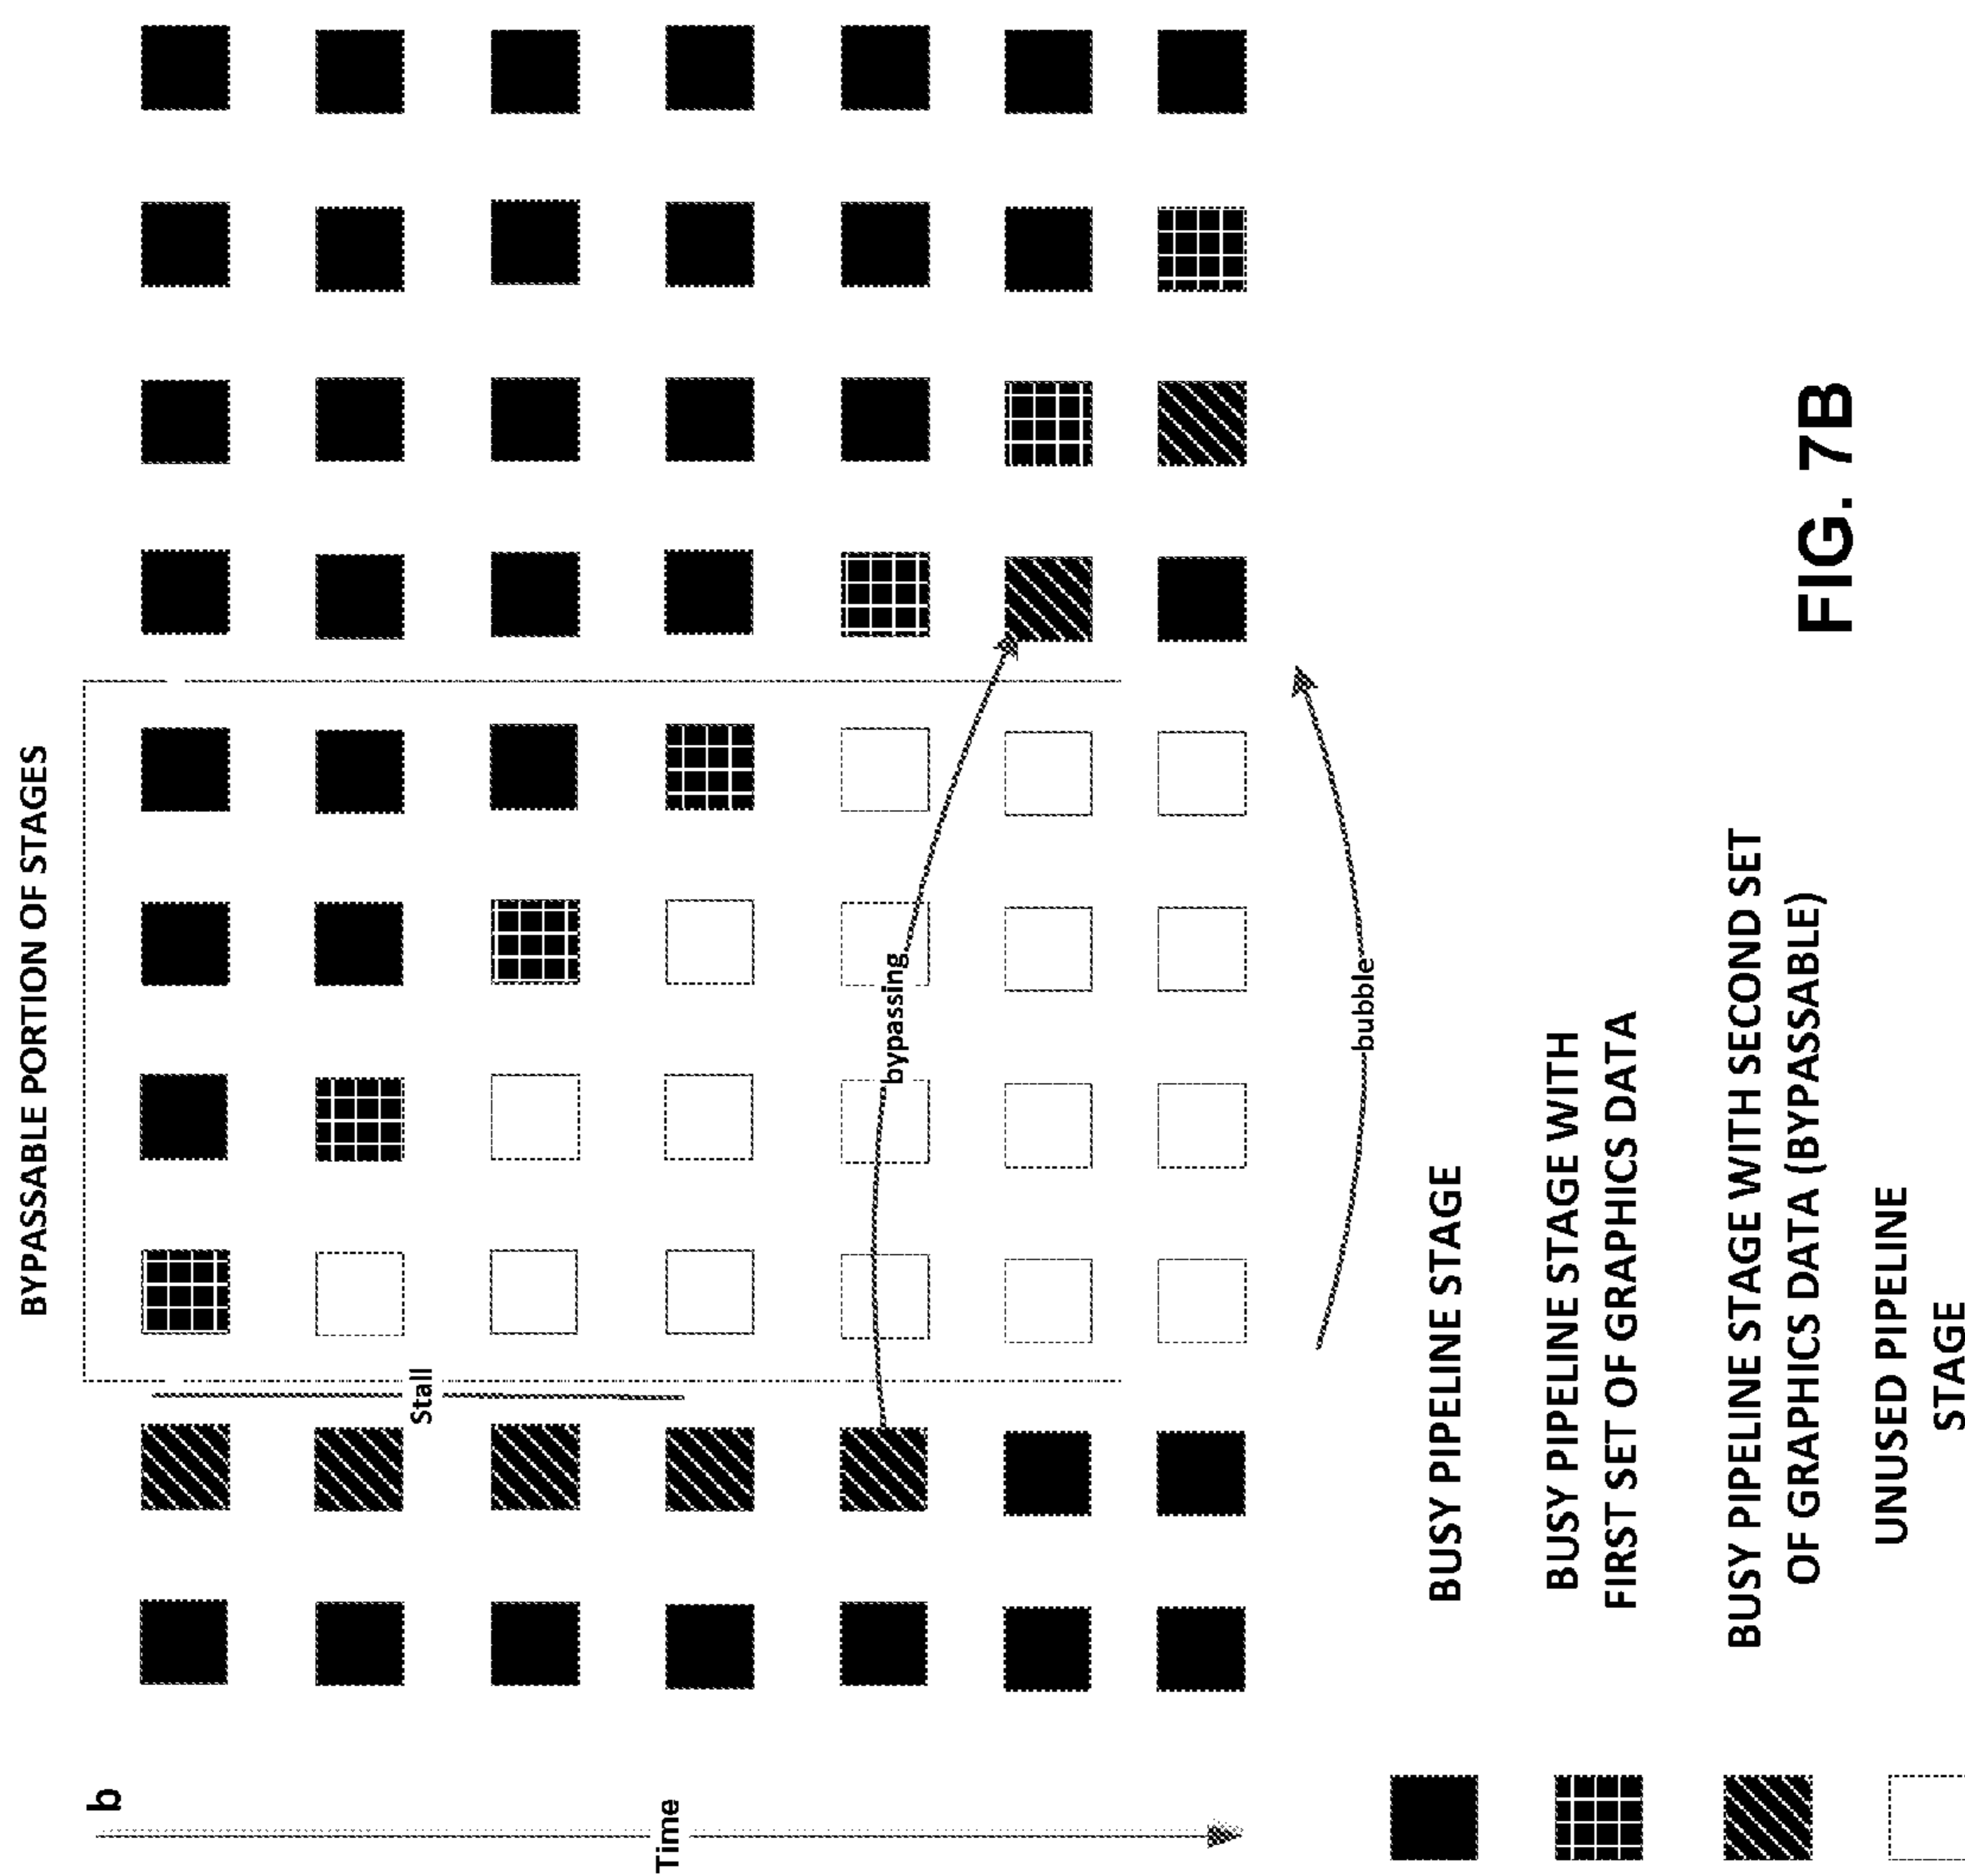 BYPASSABLE PORTION OF STAGES
b
Stall
Time
bypassing
bubble
BUSY PIPELINE STAGE
BUSY PIPELINE STAGE WITH
FIRST SET OF GRAPHICS DATA
BUSY PIPELINE STAGE WITH SECOND SET
OF GRAPHICS DATA (BYPASSABLE)
UNUSED PIPELINE
STAGE
FIG. 7B